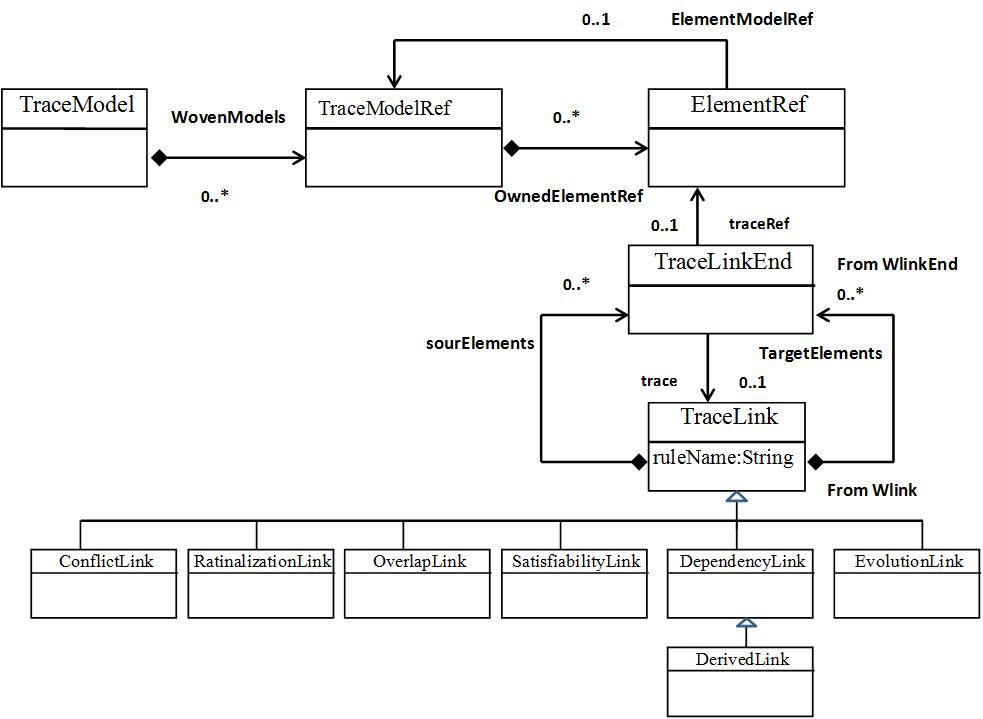 0..1 ElementModelRef
TraceModel
TraceModelRef
ElementRef
WovenModels
0..*
0..*
OwnedElementRef
0..1 traceRef
TraceLinkEnd
From WlinkEnd
0..*
0..*
sourElements
TargetElements
trace 0..1
TraceLink
ruleName:String
From Wlink
ConflictLink
RatinalizationLink
OverlapLink
SatisfiabilityLink
DependencyLink
EvolutionLink
DerivedLink